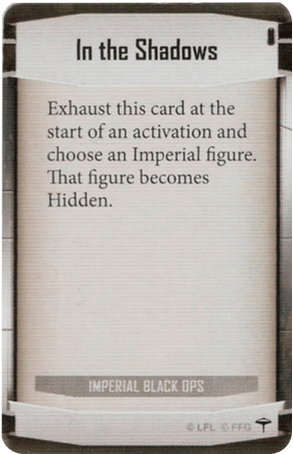 In the Shadows
Exhaust this card at the
start of an activation and
choose an Imperial figure.
That figure becomes
Hidden.
IMPERIAL BLACK OPS
© LFL © FFG